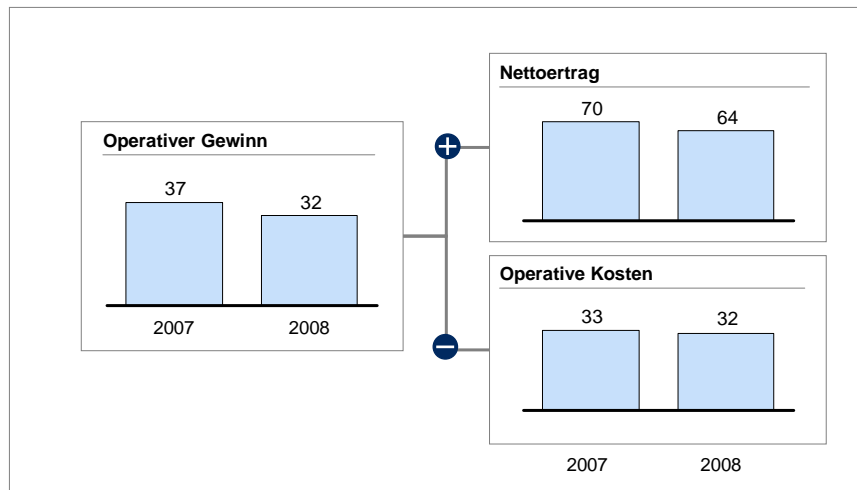 Operativer Gewinn
37 32
2007 2008
+
Nettoertrag
70 64
−
Operative Kosten
33 32
2007 2008